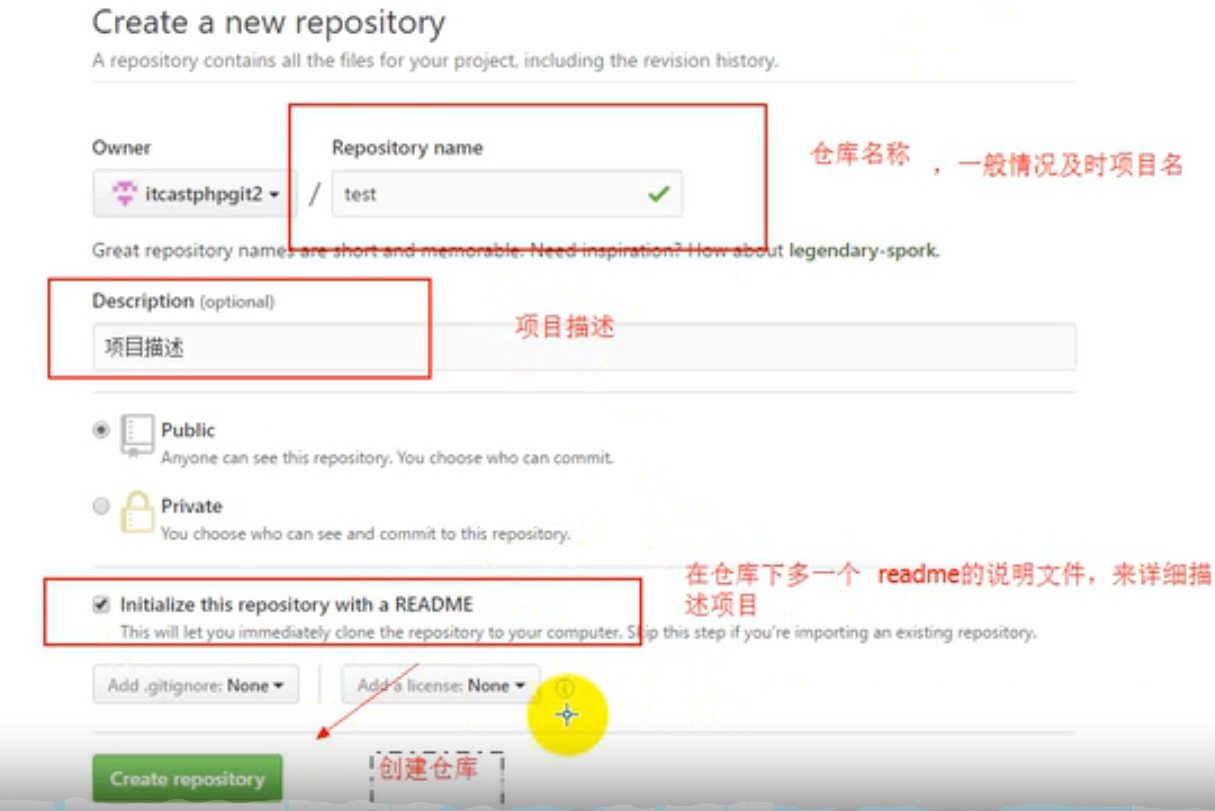 Create a new repository
A repository contains all the files for your project, including the revision history.
Owner
Repository name
仓库名称 ，一般情况及时项目名
itcastphpgit2 / test
Great repository names are short and memorable. Need inspiration? How about legendary-spork.
Description (optional)
项目描述
项目描述
Public
Anyone can see this repository. You choose who can commit.
Private
You choose who can see and commit to this repository.
在仓库下多一个 readme的说明文件，来详细描
述项目
Initialize this repository with a README
This will let you immediately clone the repository to your computer. Skip this step if you're importing an existing repository.
Add .gitignore: None
Add a license: None
Create repository
创建仓库